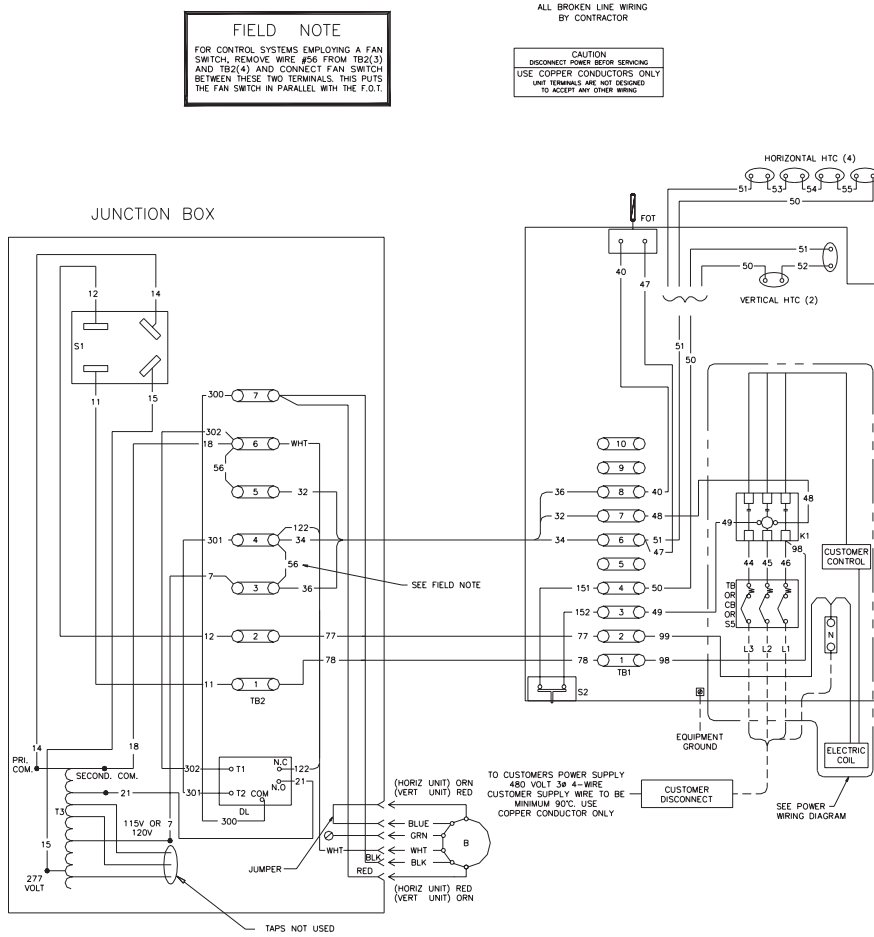 ALL BROKEN LINE WIRING
BY CONTRACTOR
FIELD NOTE
FOR CONTROL SYSTEMS EMPLOYING A FAN
SWITCH, REMOVE WIRE #56 FROM TB2(3)
AND TB2(4) AND CONNECT FAN SWITCH
BETWEEN THESE TWO TERMINALS. THIS PUTS
THE FAN SWITCH IN PARALLEL WITH THE F.O.T.
CAUTION
DISCONNECT POWER BEFOR SERVICING
USE COPPER CONDUCTORS ONLY
UNIT TERMINALS ARE NOT DESIGNED
TO ACCEPT ANY OTHER WIRING
HORIZONTAL HTC (4)
51 53 54 55
50
JUNCTION BOX
FOT
51
40
50 52
47
VERTICAL HTC (2)
12 14
S1
51
50
11 15
300 7
302
18 6 WHT
10
56
9
5 32
36 8 40
32 7 48
48
49
K1
122
301 4 34
34 6 51
47
98
56
5
44 45 46
CUSTOMER
CONTROL
7
3 36
SEE FIELD NOTE
151 4 50
TB
OR
CB
OR
S5
152 3 49
12 2 77
77 2 99
N
L3 L2 L1
78
78 1 98
TB1
11 1
TB2
S2
EQUIPMENT
GROUND
14
18
PRI.
COM.
SECOND. COM.
302 T1
N.C
122
21
N.O
301 T2 COM
DL
300
21
T3
115V OR
120V
7
15
277
VOLT
TAPS NOT USED
JUMPER
(HORIZ UNIT) ORN
(VERT UNIT) RED
BLUE
GRN
WHT WHT
BLK BLK
RED
B
(HORIZ UNIT) RED
(VERT UNIT) ORN
TO CUSTOMERS POWER SUPPLY
480 VOLT 3ø 4-WIRE
CUSTOMER SUPPLY WIRE TO BE
MINIMUM 90°C. USE
COPPER CONDUCTOR ONLY
CUSTOMER
DISCONNECT
ELECTRIC
COIL
SEE POWER
WIRING DIAGRAM